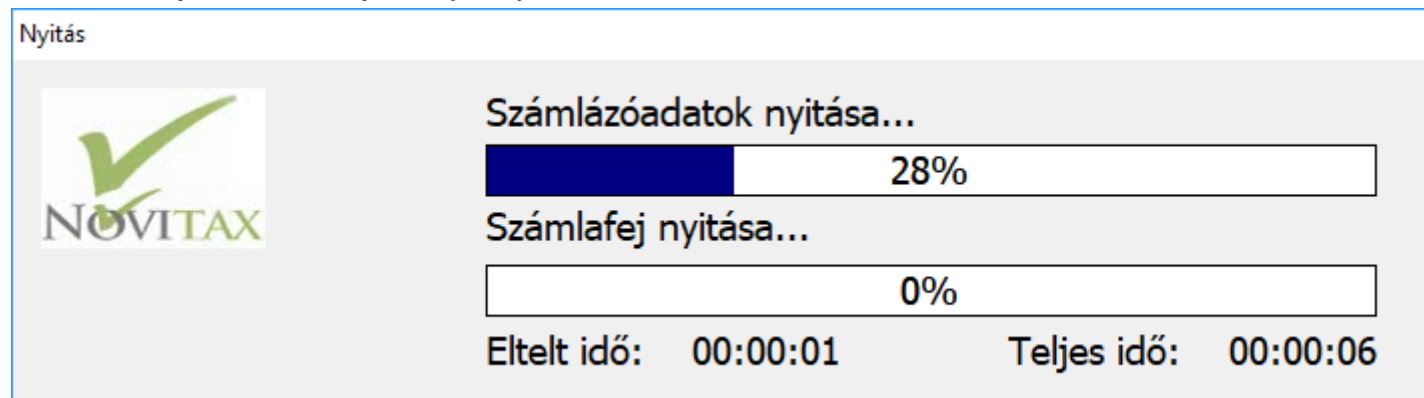 Nyitás
Számlázóadatok nyitása...
28%
NOVITAX
Számlafej nyitása...
0%
Eltelt idő: 00:00:01 Teljes idő: 00:00:06